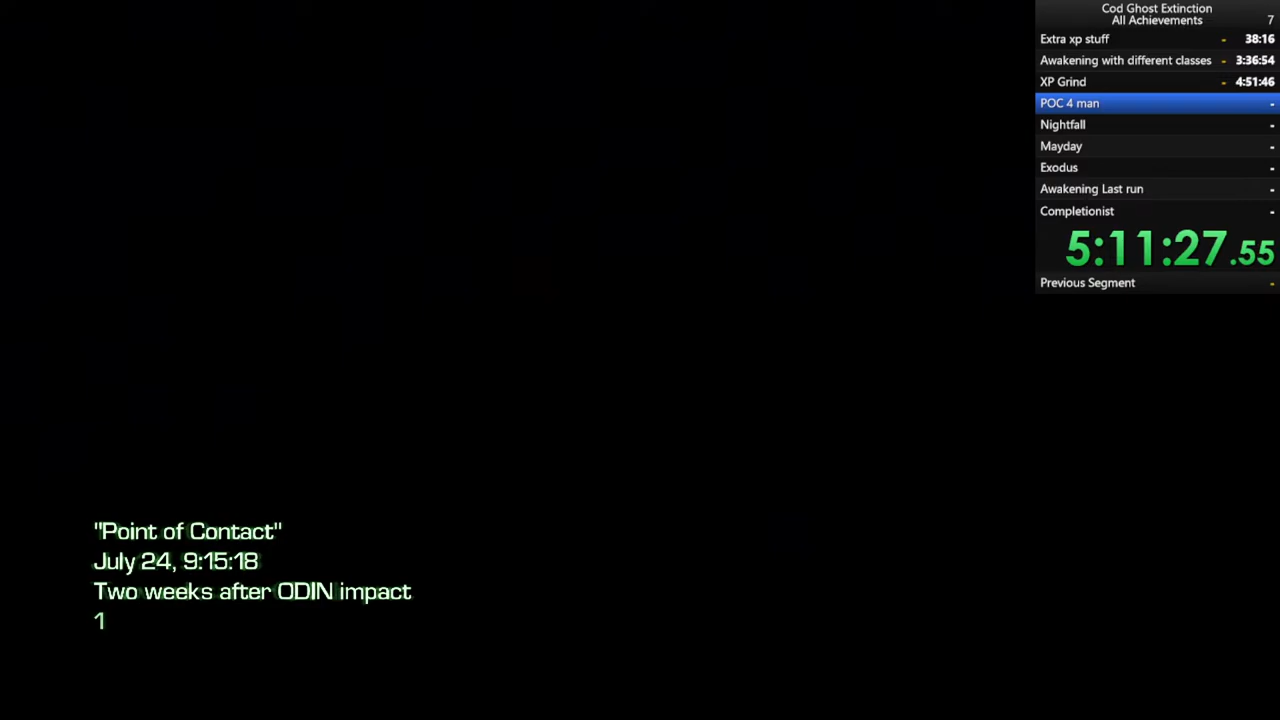 Cod Ghost Extinction
All Achievements 7
Extra xp stuff - 38:16
Awakening with different classes - 3:36:54
XP Grind - 4:51:46
POC 4 man -
Nightfall -
Mayday -
Exodus -
Awakening Last run -
Completionist -
5:11:27.55
Previous Segment -
"Point of Contact"
July 24, 9:15:18
Two weeks after ODIN impact
1